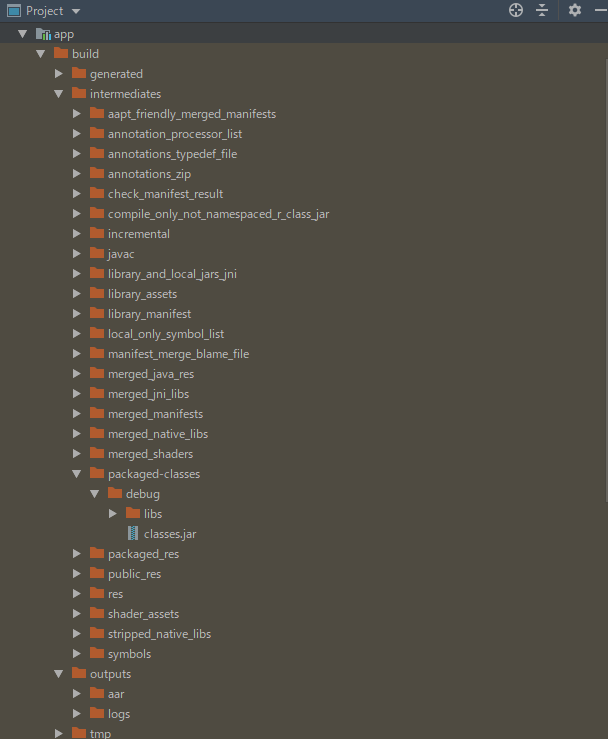 Project
app
build
generated
intermediates
aapt_friendly_merged_manifests
annotation_processor_list
annotations_typedef_file
annotations_zip
check_manifest_result
compile_only_not_namespaced_r_class_jar
incremental
javac
library_and_local_jars_jni
library_assets
library_manifest
local_only_symbol_list
manifest_merge_blame_file
merged_java_res
merged_jni_libs
merged_manifests
merged_native_libs
merged_shaders
packaged-classes
debug
libs
classes.jar
packaged_res
public_res
res
shader_assets
stripped_native_libs
symbols
outputs
aar
logs
tmp